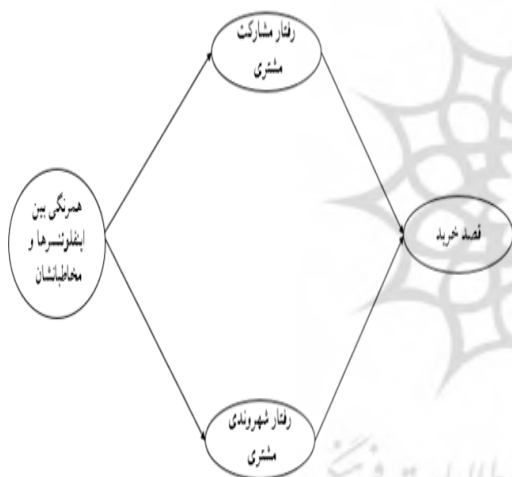 رفتار مشارکت
مشتری
همرنگی بین
اینفلوئنسرها و
مخاطبانشان
قصد خرید
رفتار شهروندی
مشتری